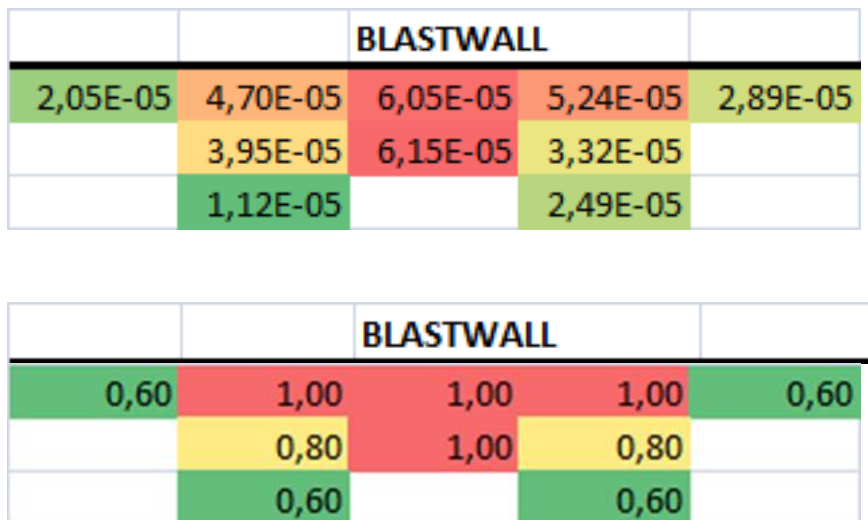 BLASTWALL
2,05E-05 4,70E-05 6,05E-05 5,24E-05 2,89E-05
3,95E-05 6,15E-05 3,32E-05
1,12E-05 2,49E-05
BLASTWALL
0,60 1,00 1,00 1,00 0,60
0,80 1,00 0,80
0,60 0,60